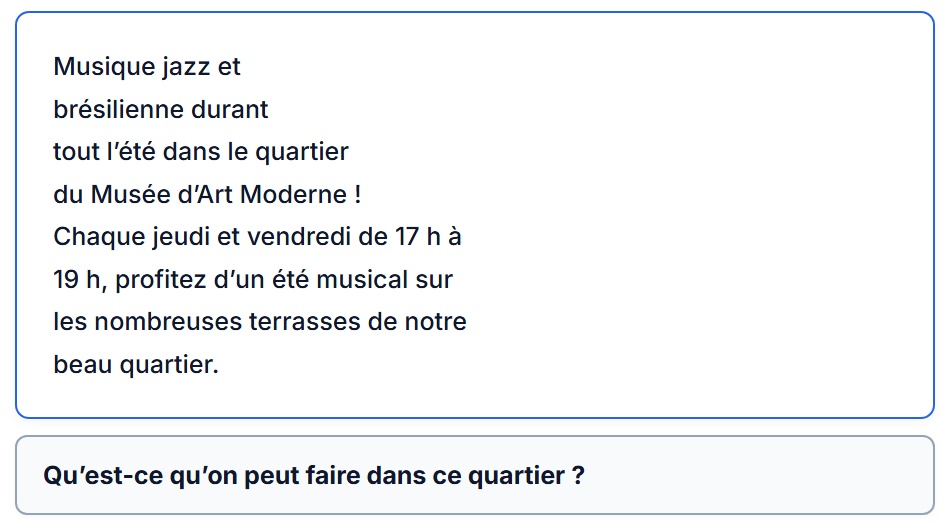 Musique jazz et
brésilienne durant
tout l’été dans le quartier
du Musée d’Art Moderne !
Chaque jeudi et vendredi de 17 h à
19 h, profitez d’un été musical sur
les nombreuses terrasses de notre
beau quartier.
Qu’est-ce qu’on peut faire dans ce quartier ?